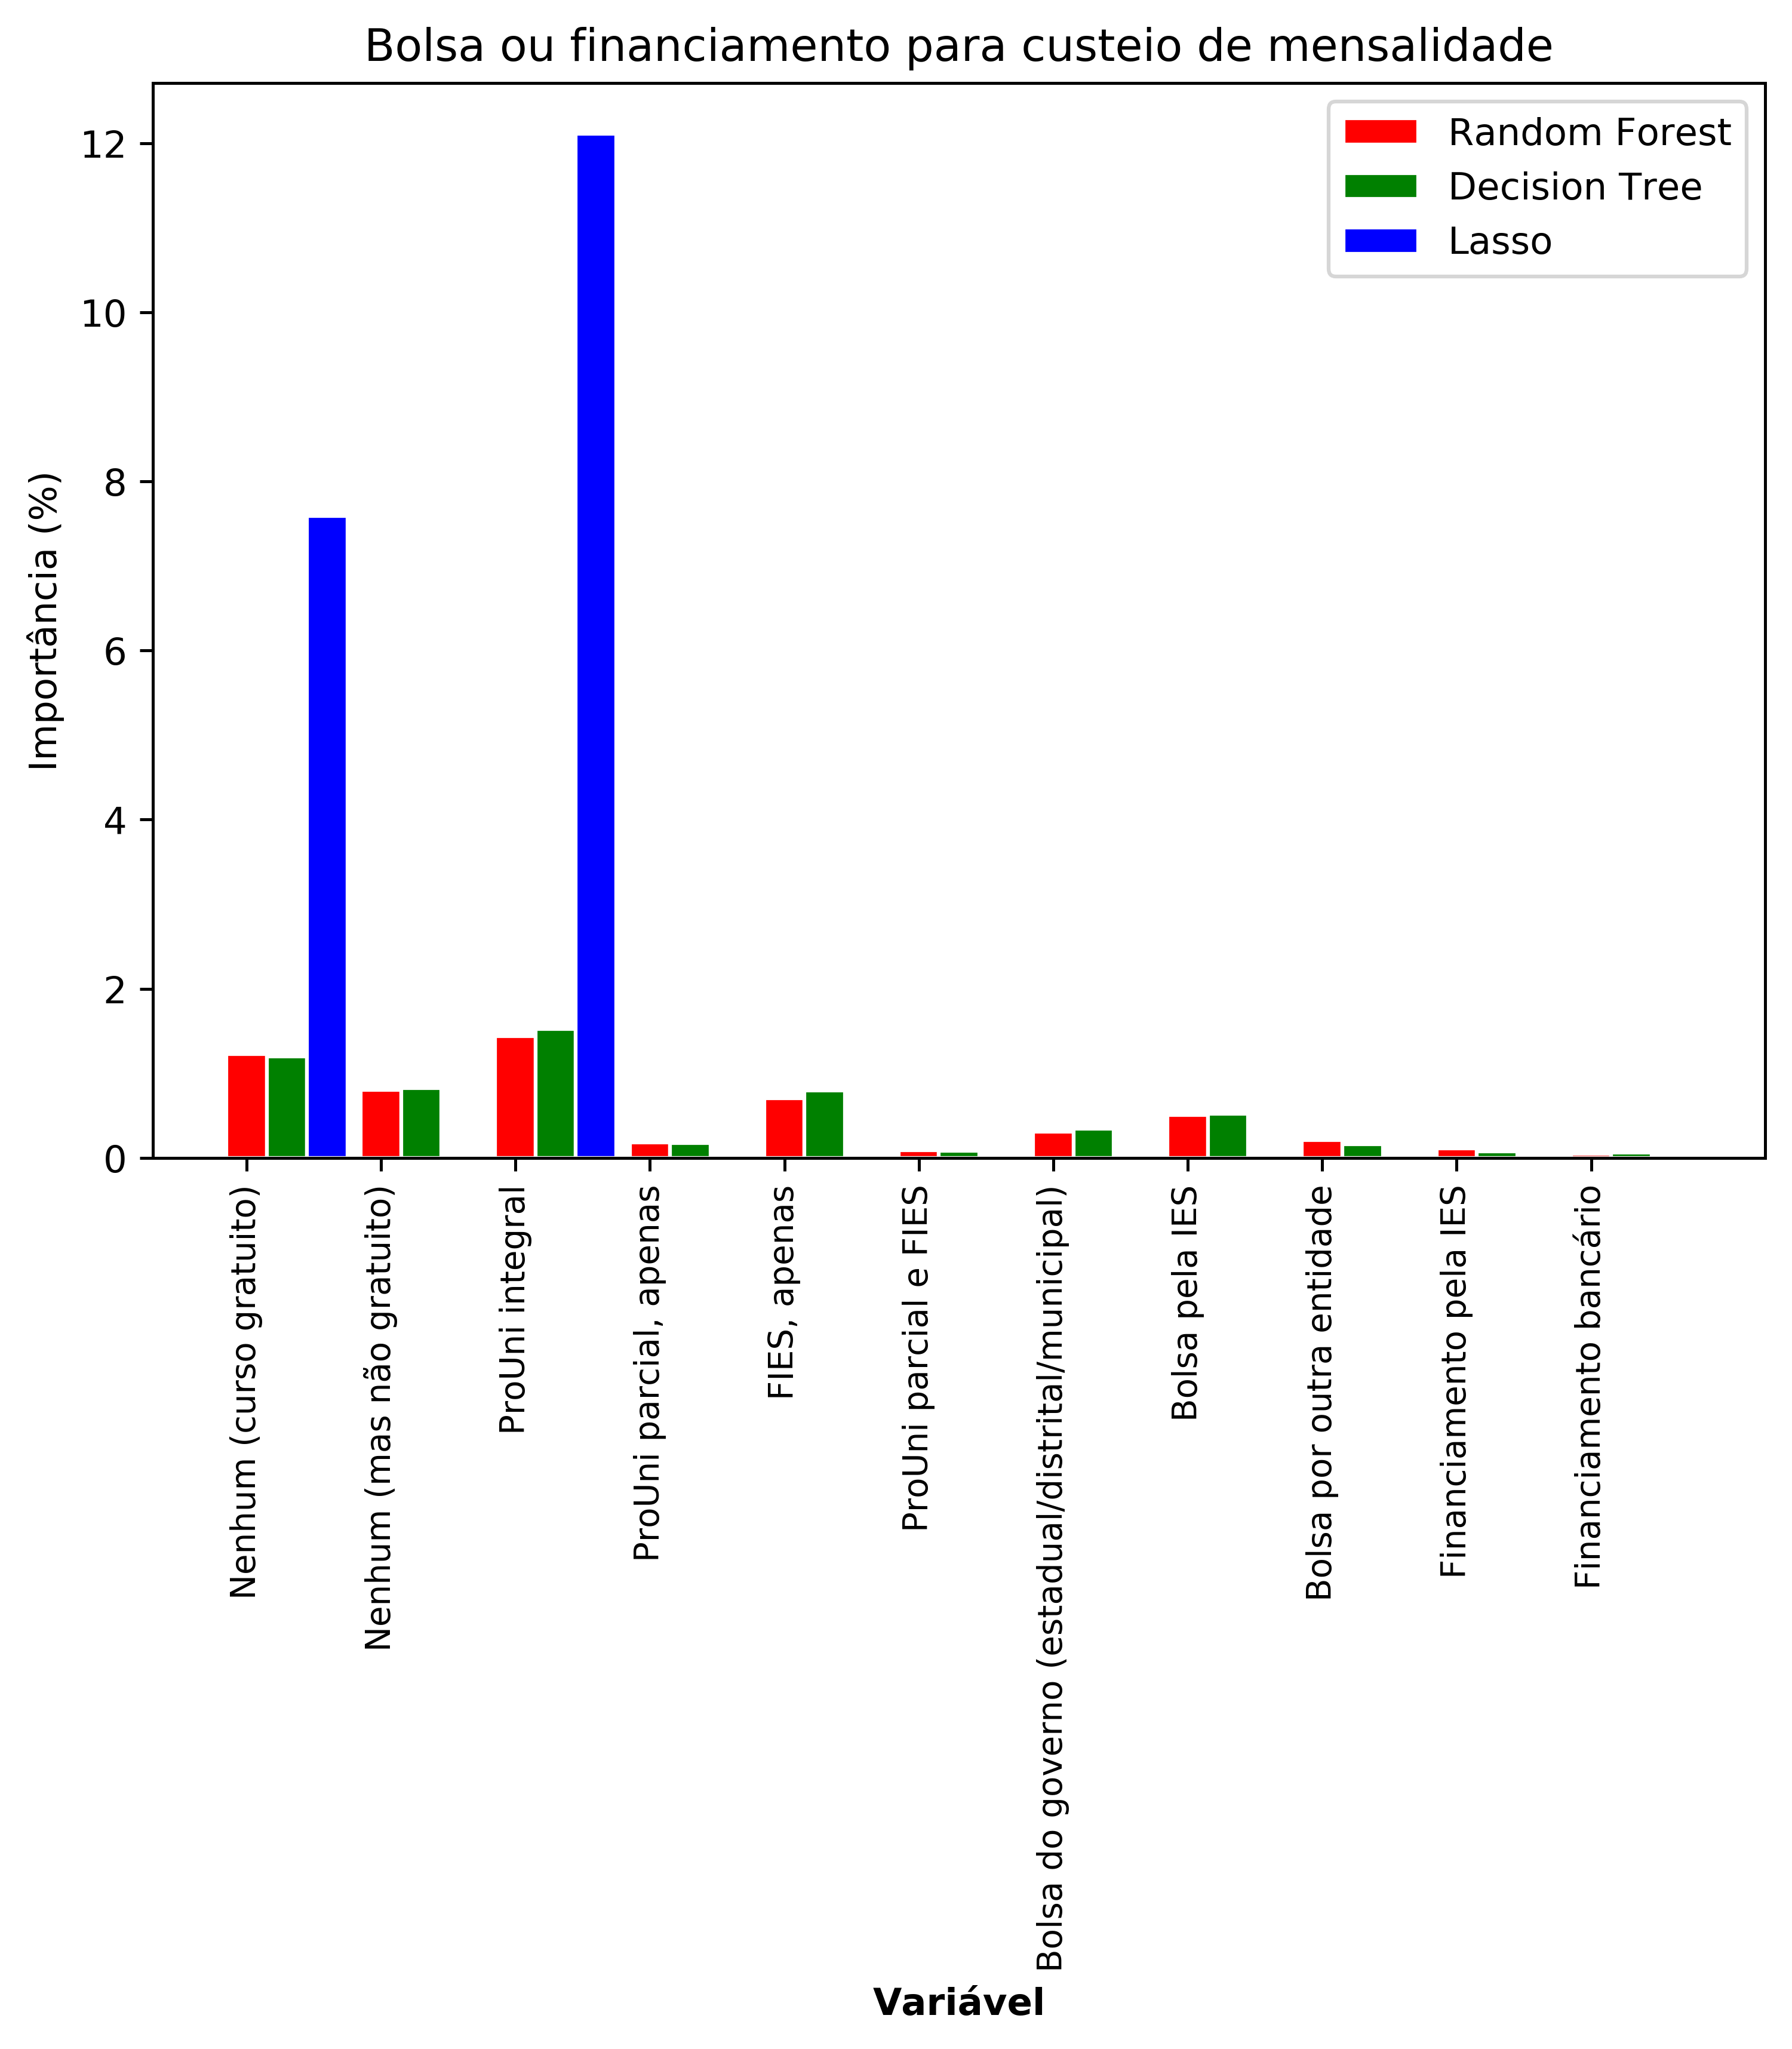 Bolsa ou financiamento para custeio de mensalidade
Random Forest
Decision Tree
Lasso
Importância (%)
12
10
8
6
4
2
0
Nenhum (curso gratuito)
Nenhum (mas não gratuito)
ProUni integral
ProUni parcial, apenas
FIES, apenas
ProUni parcial e FIES
Bolsa do governo (estadual/distrital/municipal)
Bolsa pela IES
Bolsa por outra entidade
Financiamento pela IES
Financiamento bancário
Variável